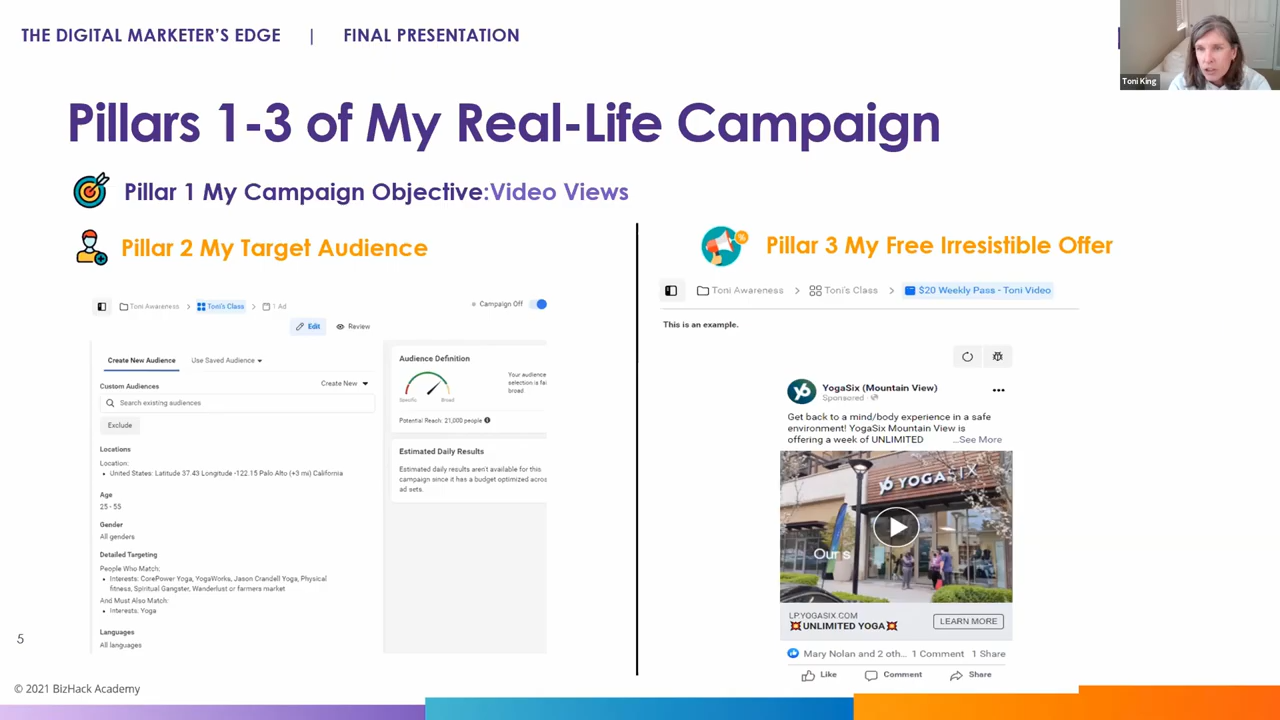 THE DIGITAL MARKETER'S EDGE | FINAL PRESENTATION
Toni King
Pillars 1-3 of My Real-Life Campaign
Pillar 1 My Campaign Objective:Video Views
Pillar 2 My Target Audience
Toni Awareness > Toni's Class > 1 Ad
Campaign Off
Edit Review
Create New Audience Use Saved Audience
Custom Audiences Create New
Search existing audiences
Exclude
Locations
Location:
• United States: Latitude 37.43 Longitude -122.15 Palo Alto (+3 mi) California
Age
25 - 55
Gender
All genders
Detailed Targeting
People Who Match:
• Interests: CorePower Yoga, YogaWorks, Jason Crandell Yoga, Physical
fitness, Spiritual Gangster, Wanderlust or farmers market
And Must Also Match:
• Interests: Yoga
Languages
All languages
Audience Definition
Your audience
selection is fai
broad
Specific Broad
Potential Reach: 21,000 people
Estimated Daily Results
Estimated daily results aren't available for this
campaign since it has a budget optimized acros
ad sets.
Pillar 3 My Free Irresistible Offer
Toni Awareness > Toni's Class > $20 Weekly Pass - Toni Video
This is an example.
YogaSix (Mountain View)
Sponsored ·
Get back to a mind/body experience in a safe
environment! YogaSix Mountain View is
offering a week of UNLIMITED ...See More
y6 YOGASIX
Our s
LP.YOGASIX.COM
💥UNLIMITED YOGA💥
LEARN MORE
Mary Nolan and 2 oth... 1 Comment 1 Share
Like Comment Share
5
© 2021 BizHack Academy